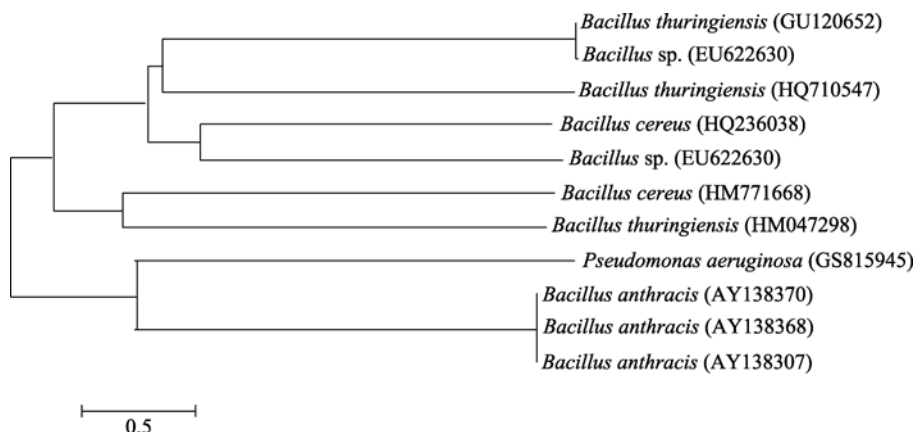 Bacillus thuringiensis (GU120652)
Bacillus sp. (EU622630)
Bacillus thuringiensis (HQ710547)
Bacillus cereus (HQ236038)
Bacillus sp. (EU622630)
Bacillus cereus (HM771668)
Bacillus thuringiensis (HM047298)
Pseudomonas aeruginosa (GS815945)
Bacillus anthracis (AY138370)
Bacillus anthracis (AY138368)
Bacillus anthracis (AY138307)
0.5